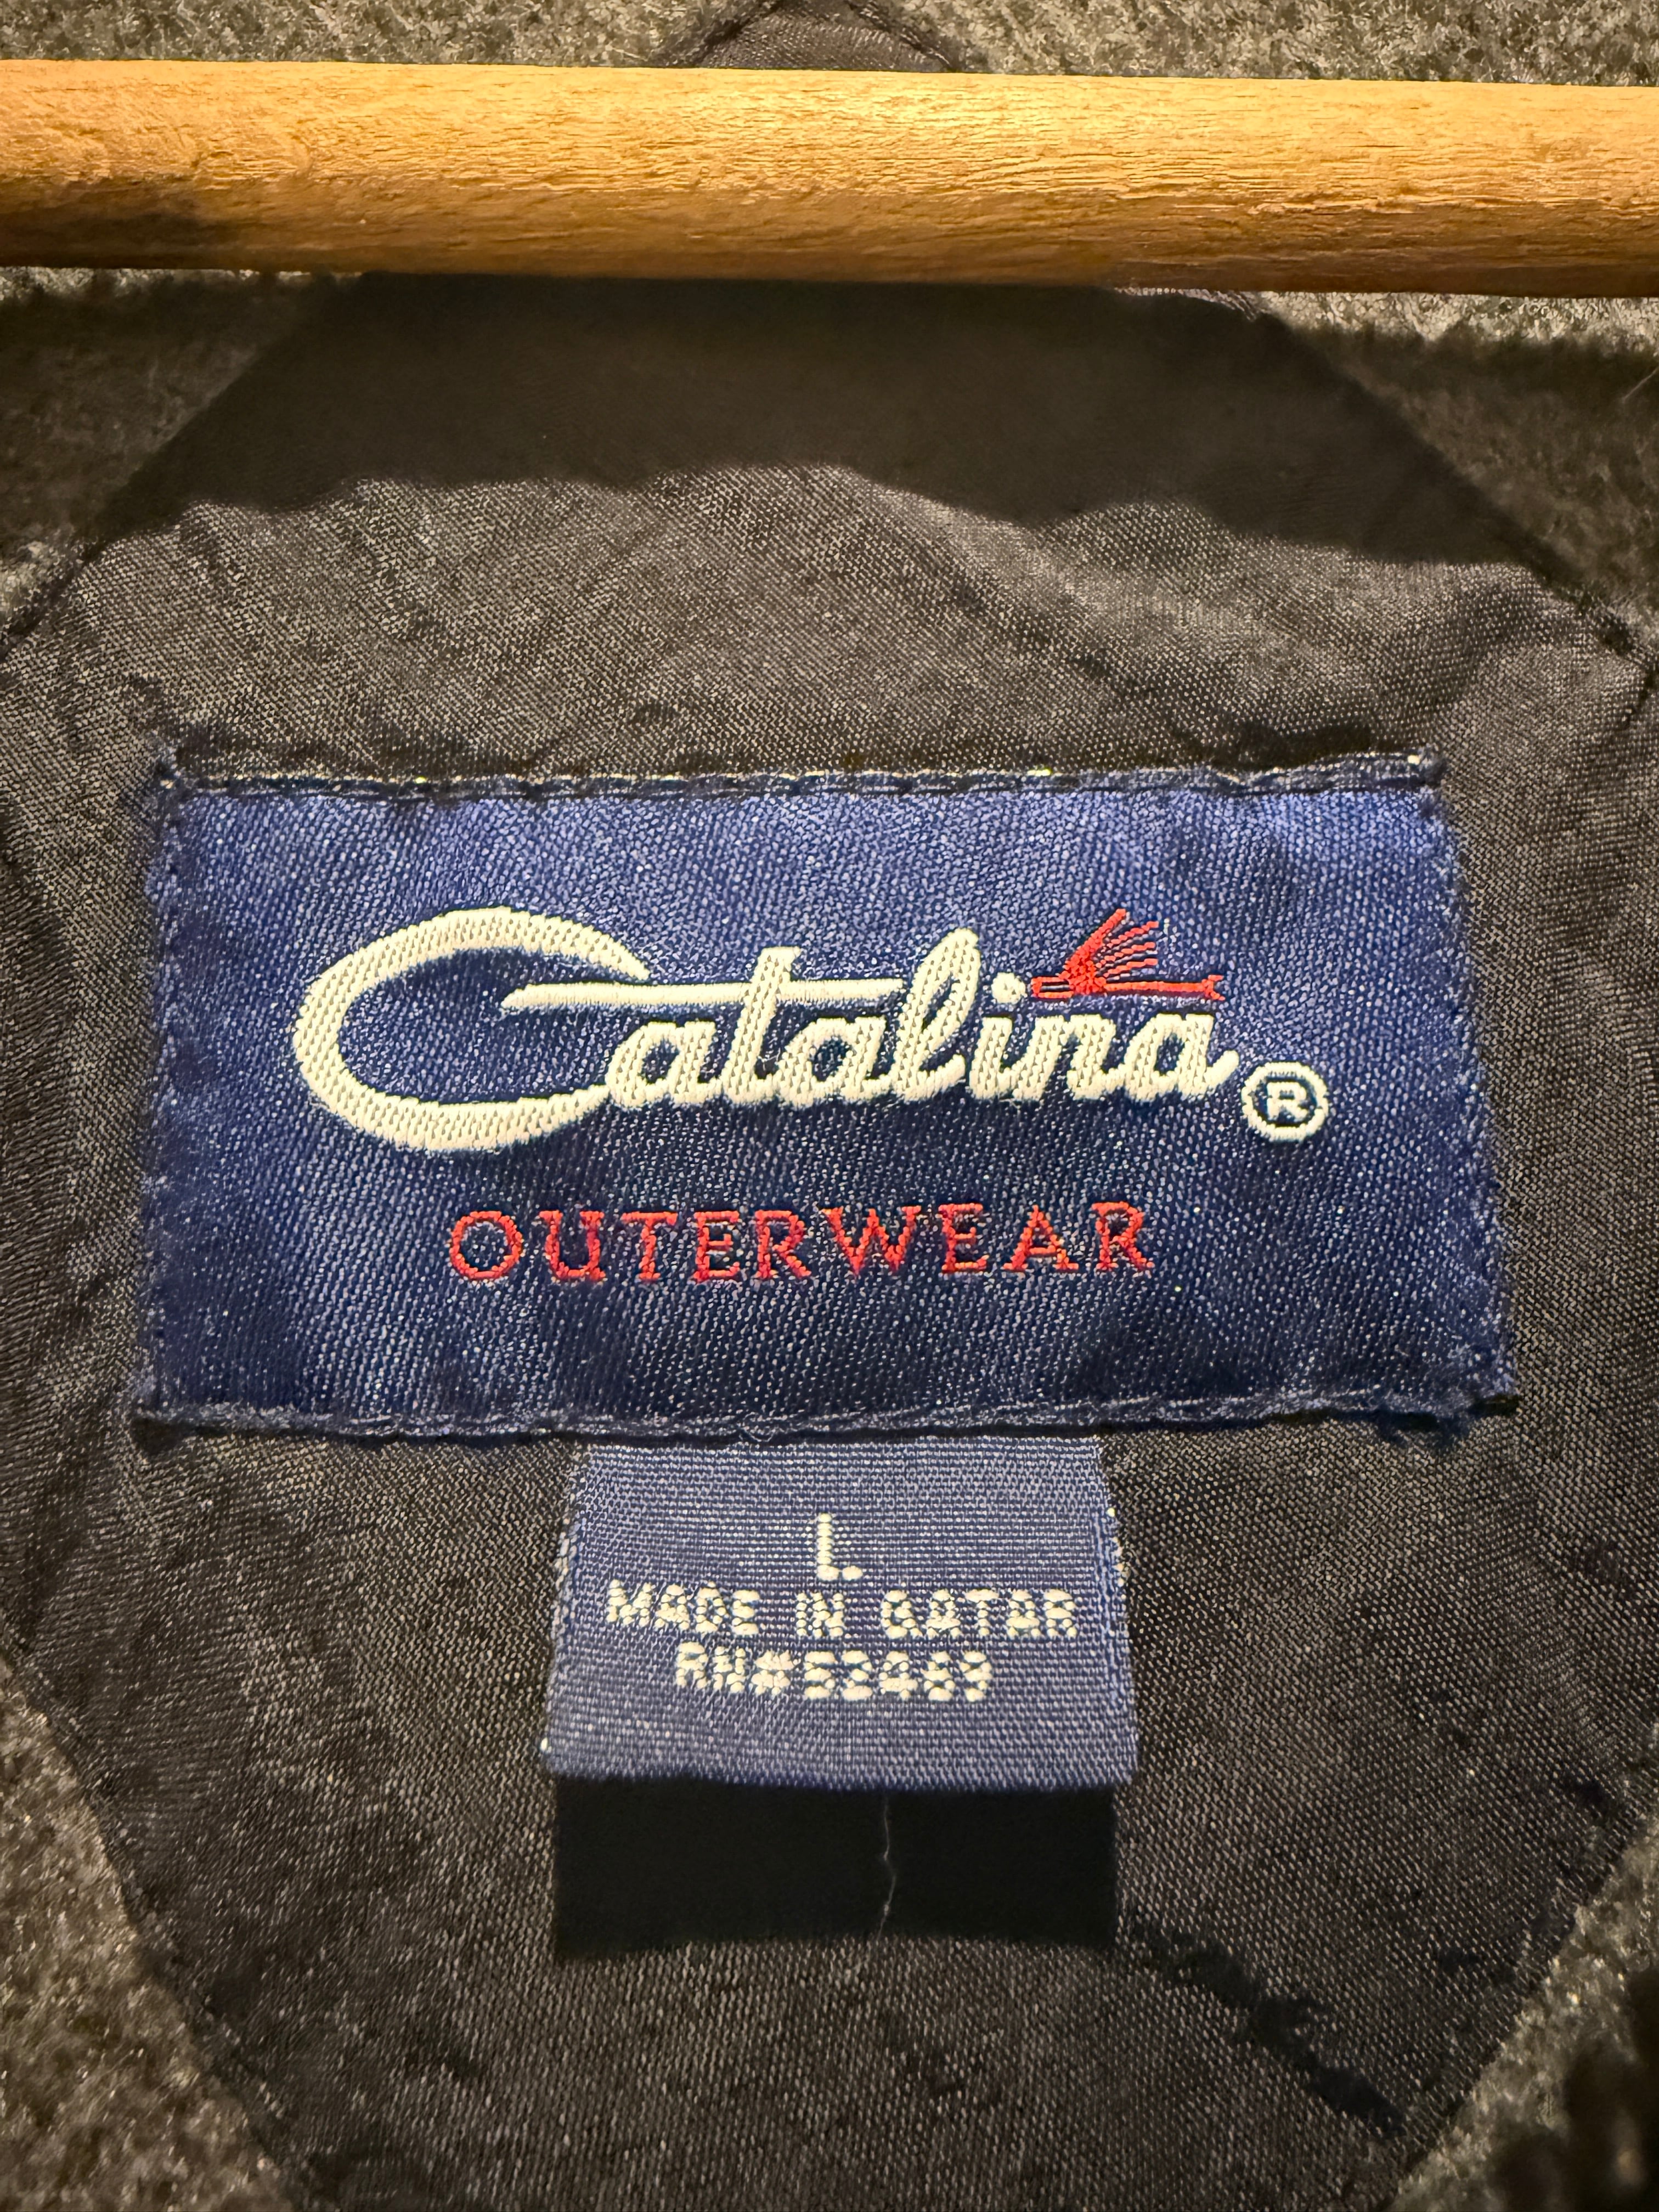 Catalina ®
OUTERWEAR
L
MADE IN QATAR
RN#52469